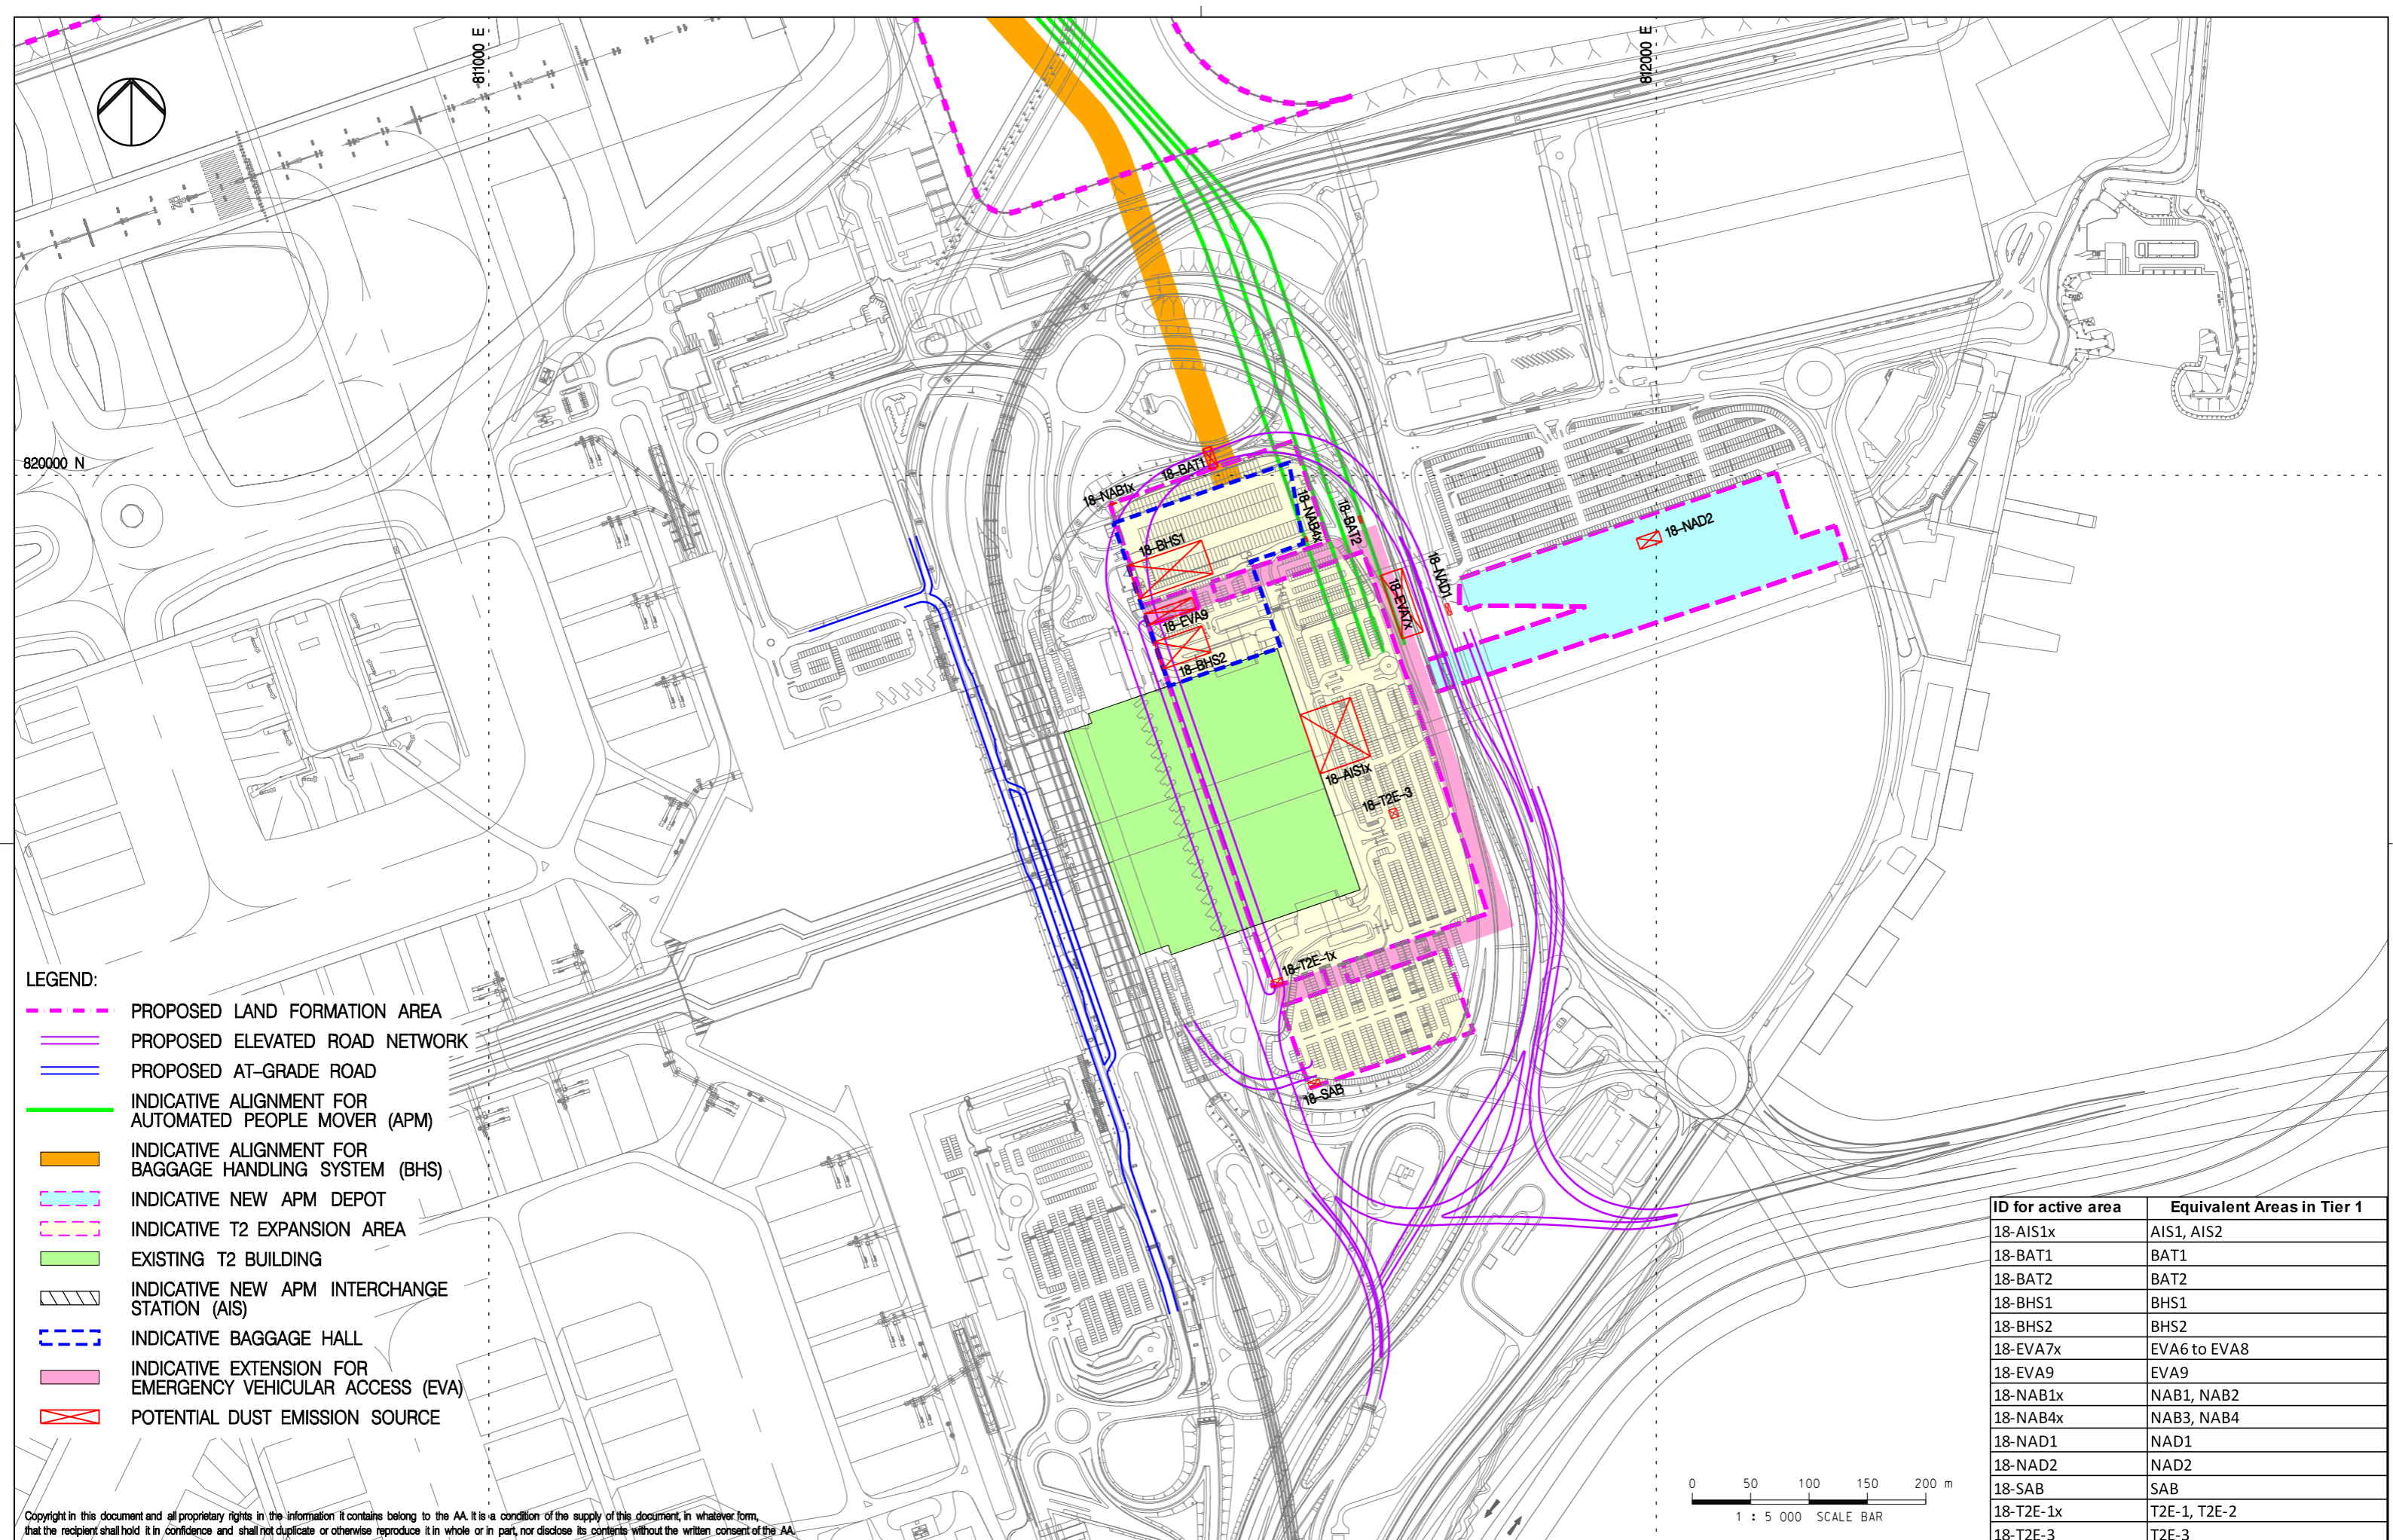 811000 E
812000 E
820000 N
18-BAT1
18-NAB1x
18-NAB4x
18-BAT2
18-BHS1
18-NAD2
18-NAD1
18-EVA7x
18-EVA9
18-BHS2
18-AIS1x
18-T2E-3
18-T2E-1x
18-SAB
LEGEND:
PROPOSED LAND FORMATION AREA
PROPOSED ELEVATED ROAD NETWORK
PROPOSED AT-GRADE ROAD
INDICATIVE ALIGNMENT FOR
AUTOMATED PEOPLE MOVER (APM)
INDICATIVE ALIGNMENT FOR
BAGGAGE HANDLING SYSTEM (BHS)
INDICATIVE NEW APM DEPOT
INDICATIVE T2 EXPANSION AREA
EXISTING T2 BUILDING
INDICATIVE NEW APM INTERCHANGE
STATION (AIS)
INDICATIVE BAGGAGE HALL
INDICATIVE EXTENSION FOR
EMERGENCY VEHICULAR ACCESS (EVA)
POTENTIAL DUST EMISSION SOURCE
Copyright in this document and all proprietary rights in the information it contains belong to the AA. It is a condition of the supply of this document, in whatever form,
that the recipient shall hold it in confidence and shall not duplicate or otherwise reproduce it in whole or in part, nor disclose its contents without the written consent of the AA.
0 50 100 150 200 m
1 : 5 000 SCALE BAR
ID for active area Equivalent Areas in Tier 1
18-AIS1x AIS1, AIS2
18-BAT1 BAT1
18-BAT2 BAT2
18-BHS1 BHS1
18-BHS2 BHS2
18-EVA7x EVA6 to EVA8
18-EVA9 EVA9
18-NAB1x NAB1, NAB2
18-NAB4x NAB3, NAB4
18-NAD1 NAD1
18-NAD2 NAD2
18-SAB SAB
18-T2E-1x T2E-1, T2E-2
18-T2E-3 T2E-3